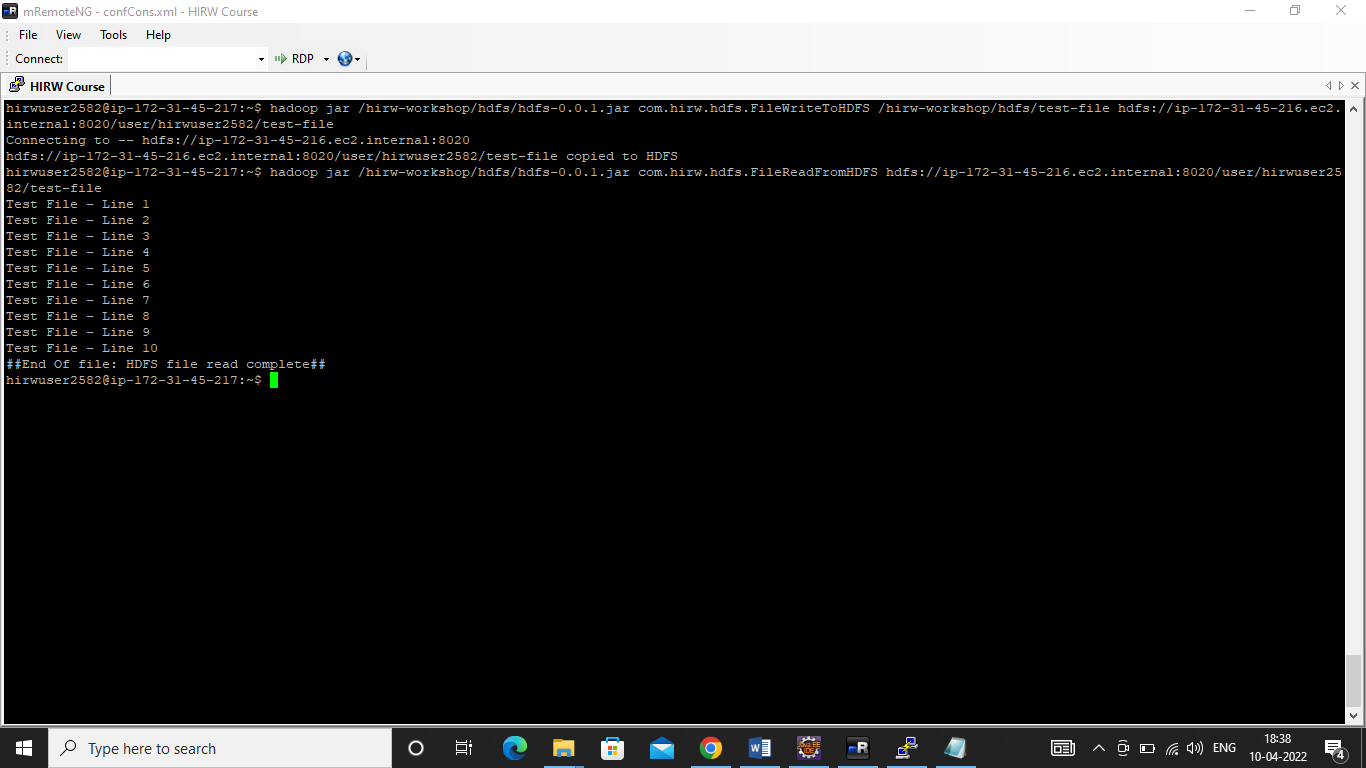 mRemoteNG - confCons.xml - HIRW Course
File View Tools Help
Connect: RDP
HIRW Course
hirwuser2582@ip-172-31-45-217:~$ hadoop jar /hirw-workshop/hdfs/hdfs-0.0.1.jar com.hirw.hdfs.FileWriteToHDFS /hirw-workshop/hdfs/test-file hdfs://ip-172-31-45-216.ec2.
internal:8020/user/hirwuser2582/test-file
Connecting to -- hdfs://ip-172-31-45-216.ec2.internal:8020
hdfs://ip-172-31-45-216.ec2.internal:8020/user/hirwuser2582/test-file copied to HDFS
hirwuser2582@ip-172-31-45-217:~$ hadoop jar /hirw-workshop/hdfs/hdfs-0.0.1.jar com.hirw.hdfs.FileReadFromHDFS hdfs://ip-172-31-45-216.ec2.internal:8020/user/hirwuser25
82/test-file
Test File - Line 1
Test File - Line 2
Test File - Line 3
Test File - Line 4
Test File - Line 5
Test File - Line 6
Test File - Line 7
Test File - Line 8
Test File - Line 9
Test File - Line 10
##End Of file: HDFS file read complete##
hirwuser2582@ip-172-31-45-217:~$
Type here to search
ENG
18:38
10-04-2022
4